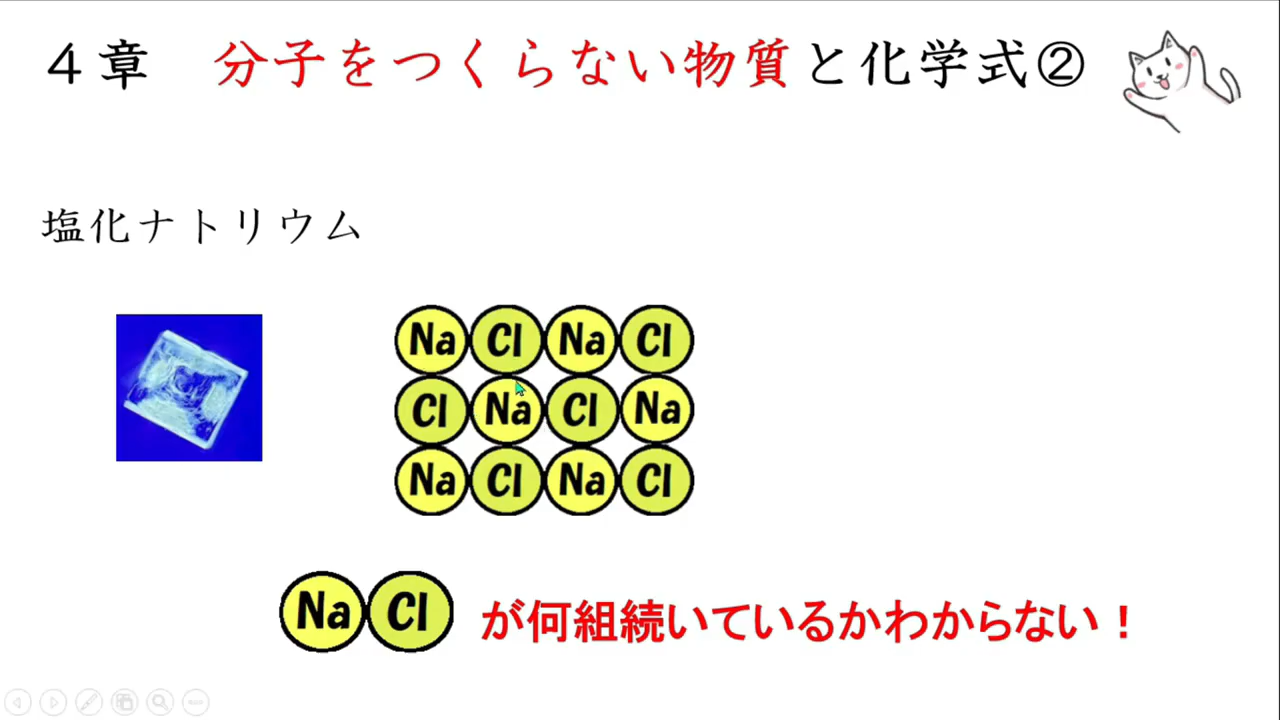 ４章　分子をつくらない物質と化学式②
塩化ナトリウム
Na Cl Na Cl
Cl Na Cl Na
Na Cl Na Cl
Na Cl が何組続いているかわからない！